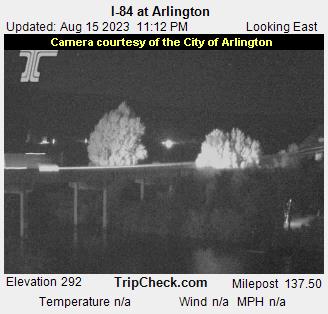 I-84 at Arlington
Updated: Aug 15 2023 11:12 PM Looking East
Camera courtesy of the City of Arlington
Elevation 292 TripCheck.com Milepost 137.50
Temperature n/a Wind n/a MPH n/a